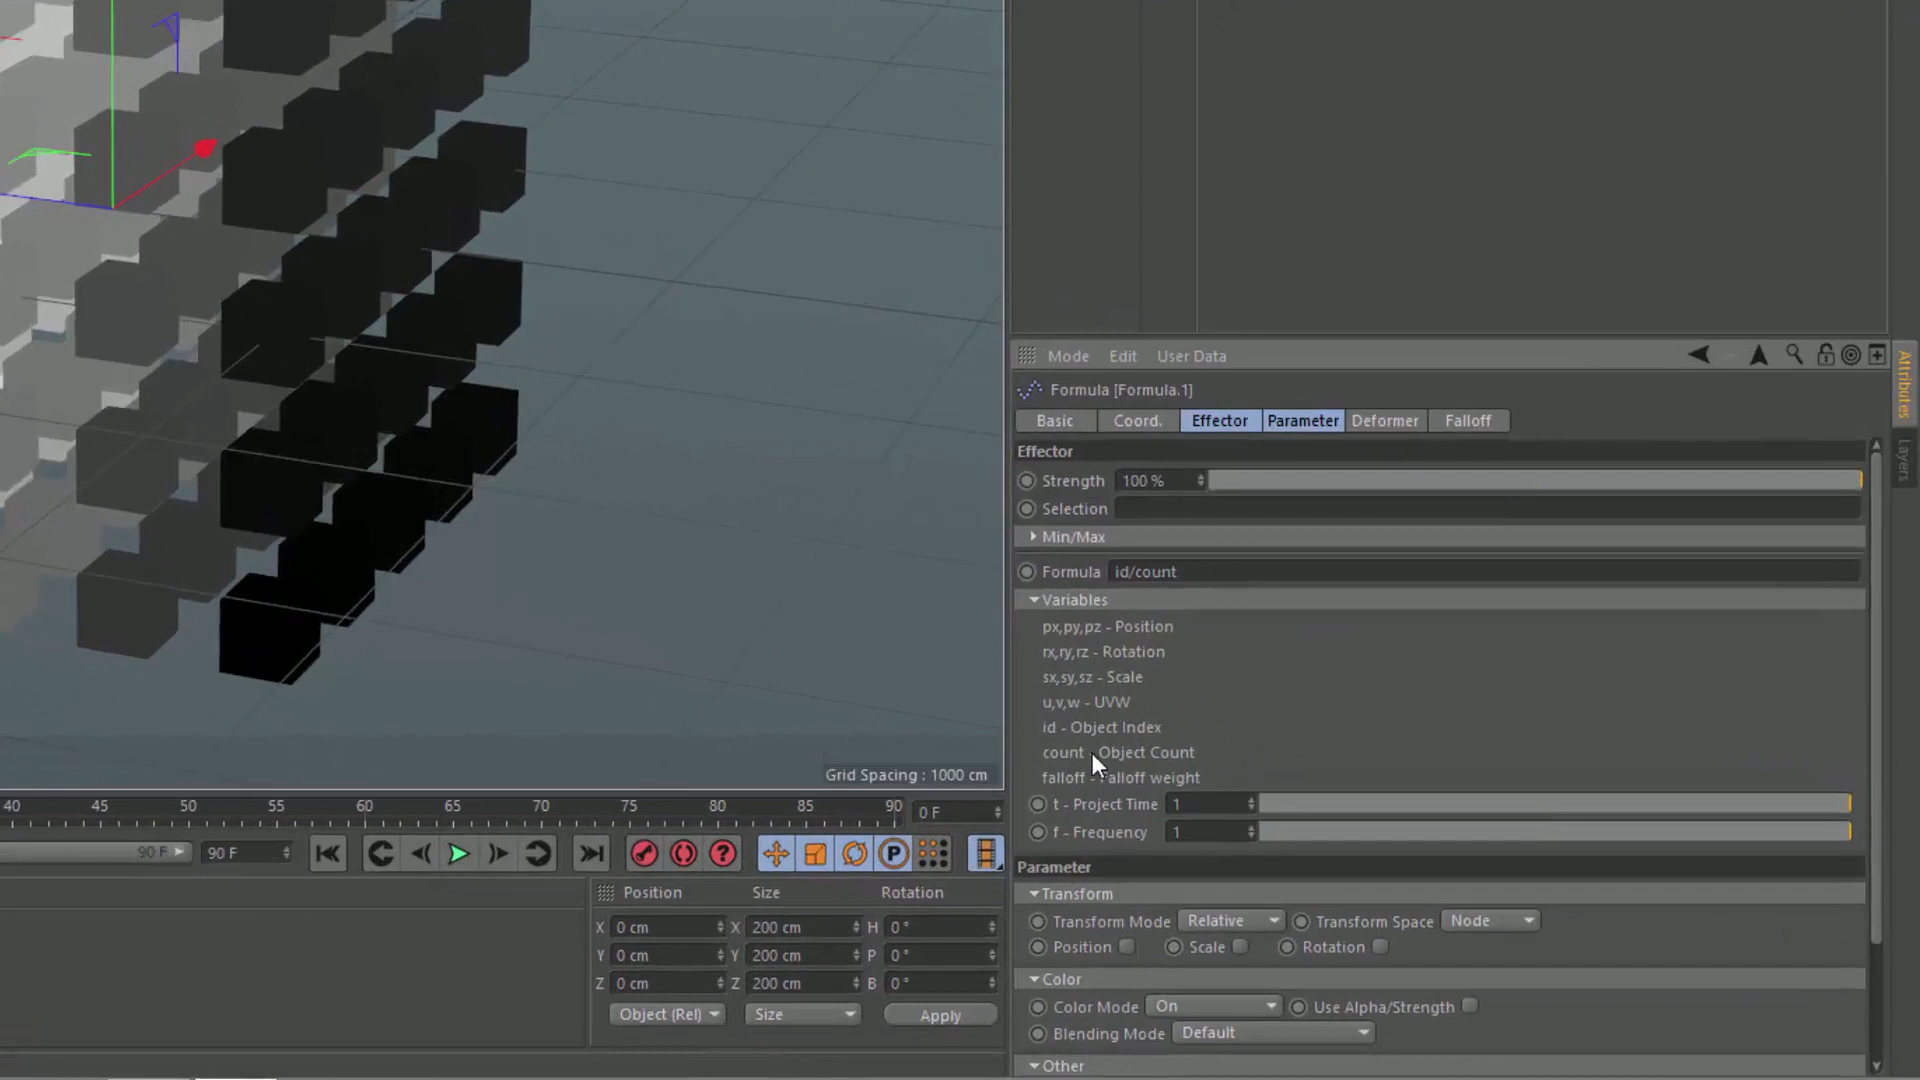 Grid Spacing : 1000 cm
40 45 50 55 60 65 70 75 80 85 90 0 F
90 F 90 F
Position Size Rotation
X 0 cm X 200 cm H 0 °
Y 0 cm Y 200 cm P 0 °
Z 0 cm Z 200 cm B 0 °
Object (Rel) Size Apply
Mode Edit User Data
Formula [Formula.1]
Basic Coord. Effector Parameter Deformer Falloff
Effector
Strength 100 %
Selection
Min/Max
Formula id/count
Variables
px,py,pz - Position
rx,ry,rz - Rotation
sx,sy,sz - Scale
u,v,w - UVW
id - Object Index
count - Object Count
falloff - Falloff weight
t - Project Time 1
f - Frequency 1
Parameter
Transform
Transform Mode Relative Transform Space Node
Position Scale Rotation
Color
Color Mode On Use Alpha/Strength
Blending Mode Default
Other
Attributes
Layers